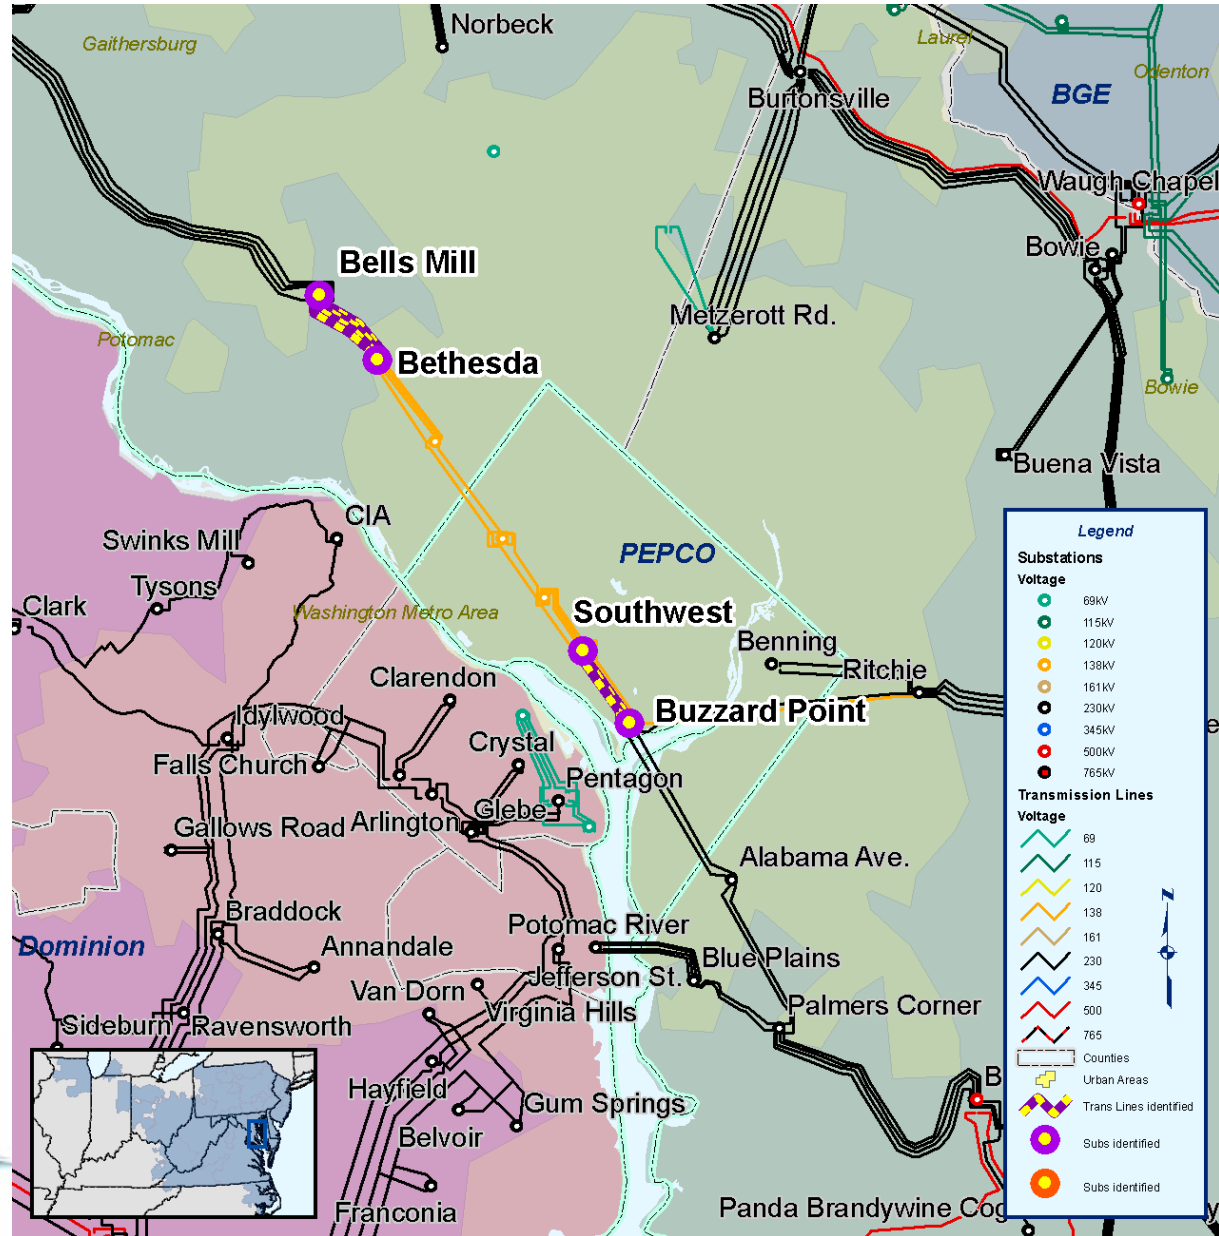 Norbeck
Gaithersburg
Laurel
Odenton
BGE
Burtonsville
Waugh Chapel
Bowie
Bells Mill
Metzerott Rd.
Potomac
Bethesda
Bowie
Buena Vista
CIA
Swinks Mill
PEPCO
Tysons
Clark
Washington Metro Area
Southwest
Benning
Ritchie
Clarendon
Idylwood
Buzzard Point
Crystal
Falls Church
Pentagon
Glebe
Gallows Road
Arlington
Alabama Ave.
Braddock
Potomac River
Dominion
Annandale
Blue Plains
Jefferson St.
Van Dorn
Virginia Hills
Palmers Corner
Sideburn
Ravensworth
Hayfield
Gum Springs
B
Belvoir
Franconia
Panda Brandywine Cog
y
e
Legend
Substations
Voltage
69kV
115kV
120kV
138kV
161kV
230kV
345kV
500kV
765kV
Transmission Lines
Voltage
69
115
120
138
161
230
345
500
765
Counties
Urban Areas
Trans Lines identified
Subs identified
Subs identified
N